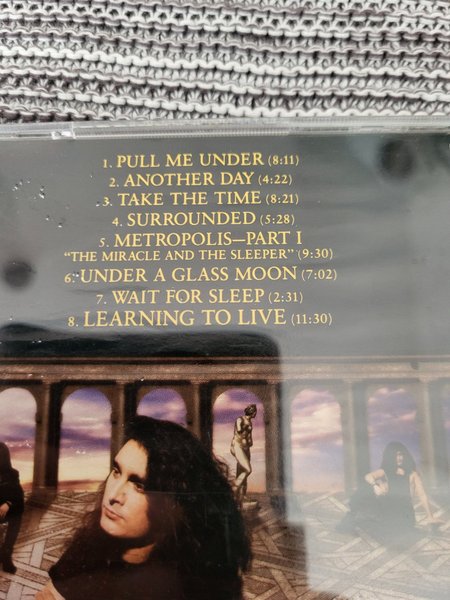 1. PULL ME UNDER (8:11)
2. ANOTHER DAY (4:22)
3. TAKE THE TIME (8:21)
4. SURROUNDED (5:28)
5. METROPOLIS—PART I
"THE MIRACLE AND THE SLEEPER" (9:30)
6. UNDER A GLASS MOON (7:02)
7. WAIT FOR SLEEP (2:31)
8. LEARNING TO LIVE (11:30)